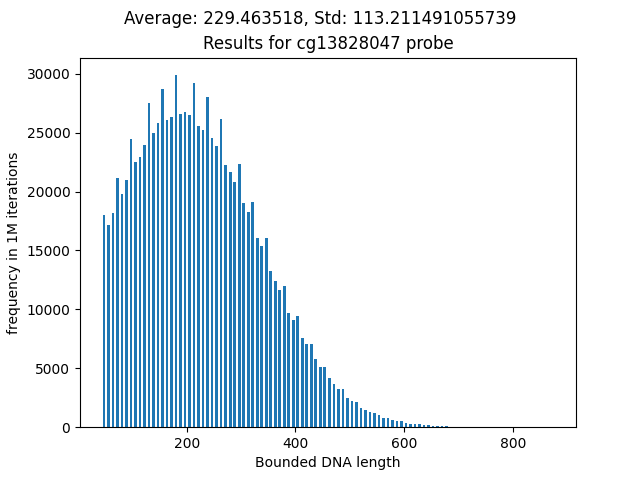 Average: 229.463518, Std: 113.211491055739
Results for cg13828047 probe
30000
25000
20000
15000
10000
5000
0
frequency in 1M iterations
200
400
600
800
Bounded DNA length